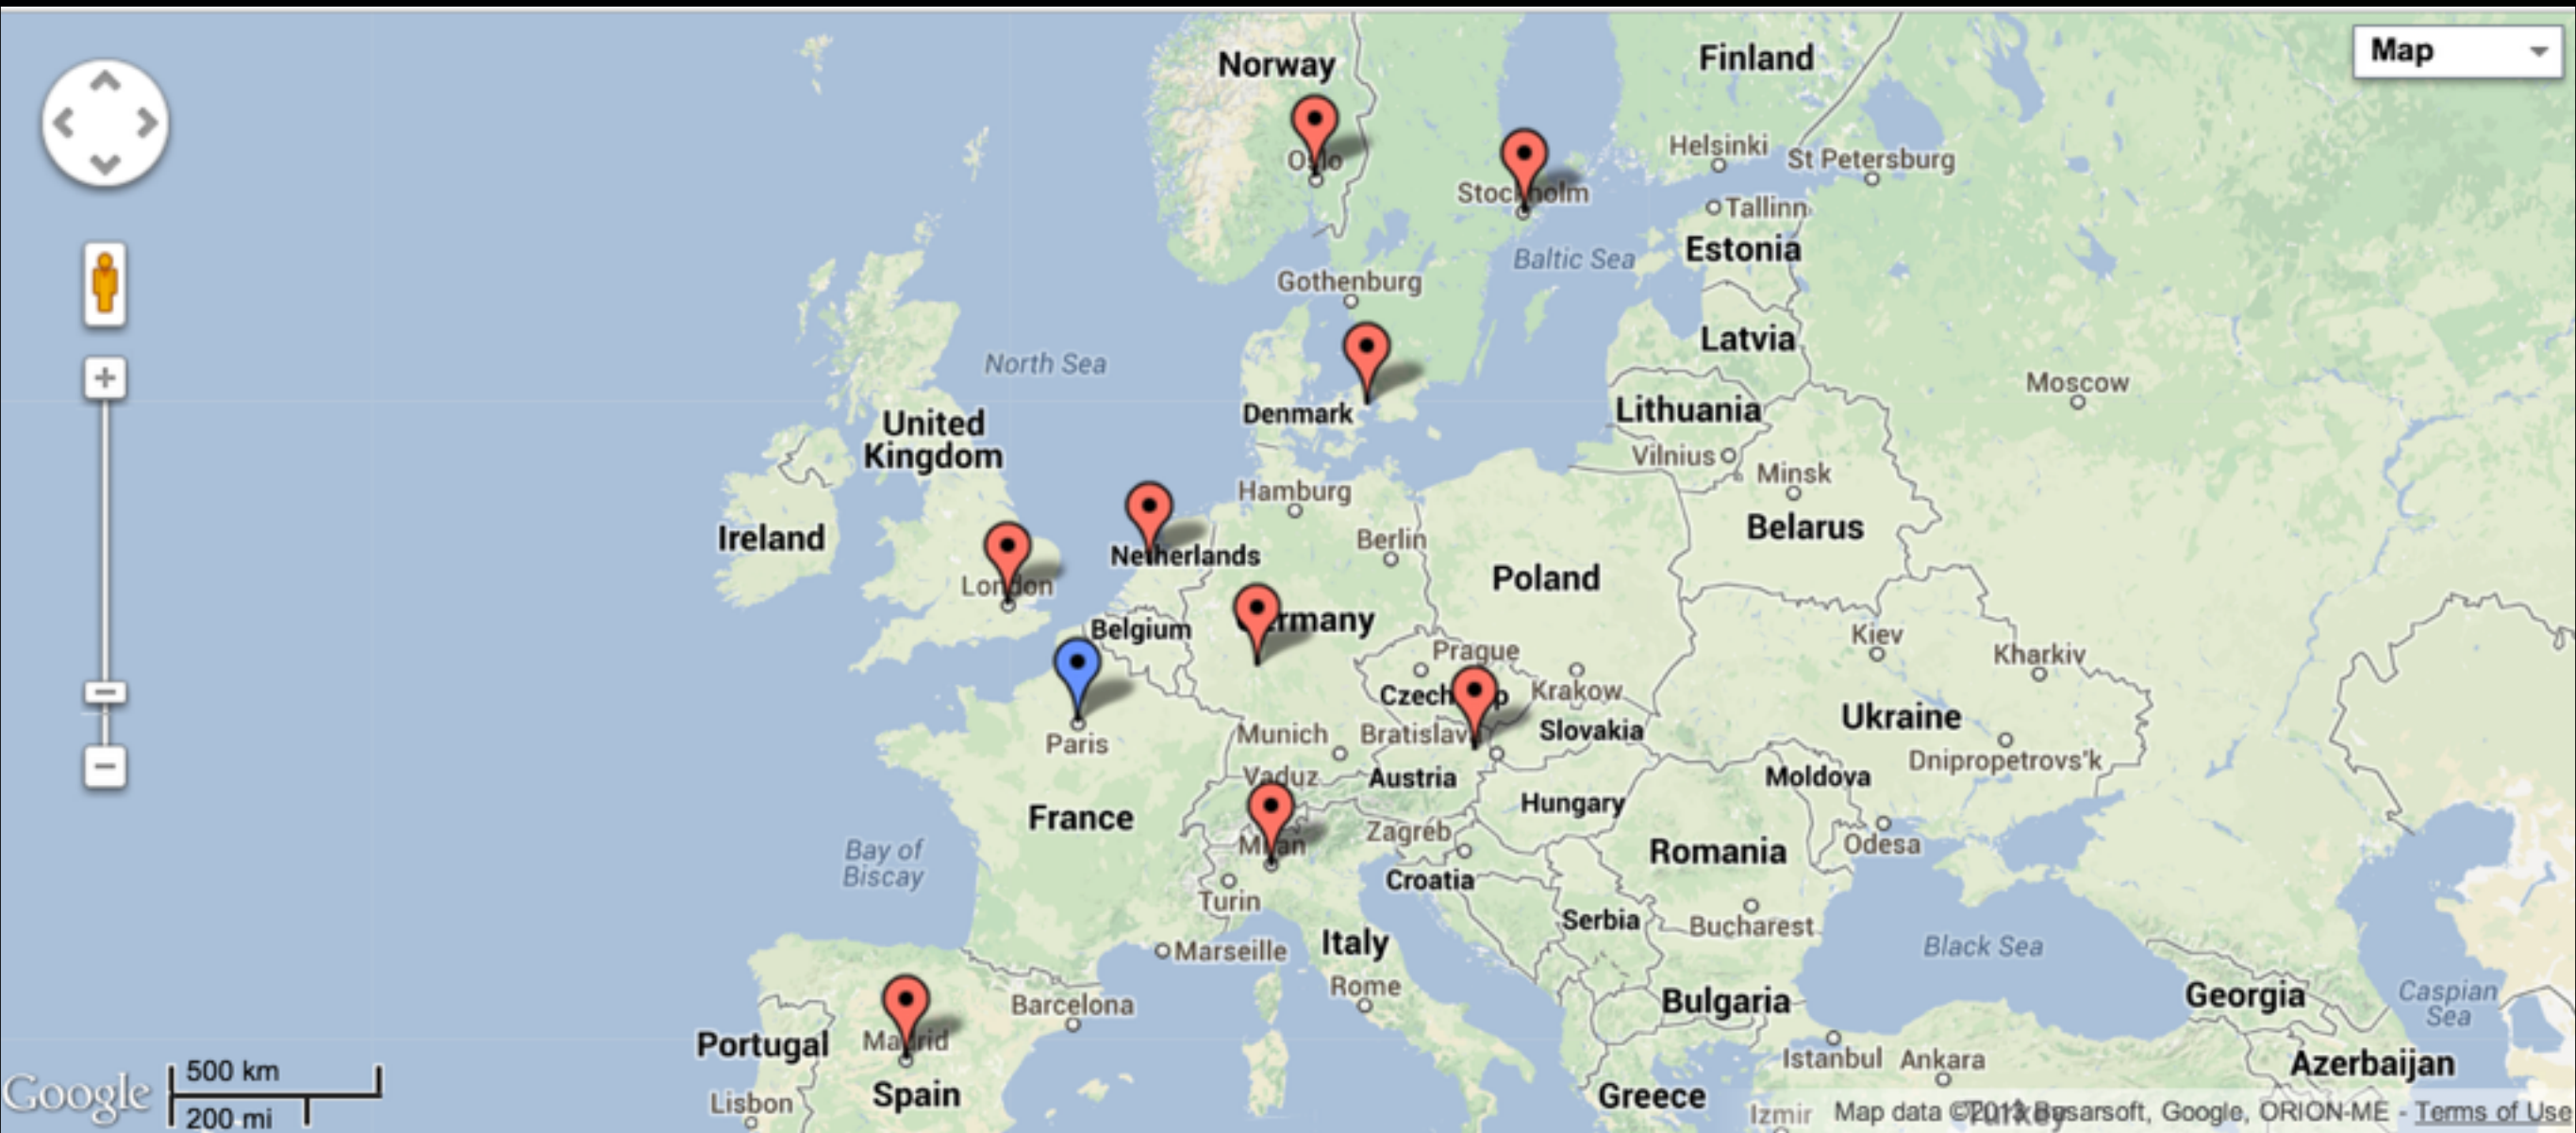 Map
Norway
Finland
Oslo
Helsinki
St Petersburg
Stockholm
Tallinn
Estonia
Baltic Sea
Gothenburg
Latvia
North Sea
Moscow
Denmark
Lithuania
United
Kingdom
Vilnius
Minsk
Hamburg
Belarus
Ireland
Berlin
Netherlands
Poland
London
Germany
Belgium
Kiev
Prague
Kharkiv
Krakow
Ukraine
Slovakia
Paris
Munich
Dnipropetrovs'k
Vaduz
Austria
Moldova
Hungary
France
Zagreb
Milan
Odesa
Romania
Bay of
Biscay
Croatia
Turin
Serbia
Bucharest
Italy
Black Sea
Marseille
Rome
Georgia
Caspian
Sea
Bulgaria
Barcelona
Portugal
Madrid
Istanbul
Ankara
Azerbaijan
500 km
Google
Spain
Greece
Lisbon
200 mi
Izmir
Map data ©2013 Basarsoft, Google, ORION-ME - Terms of Use